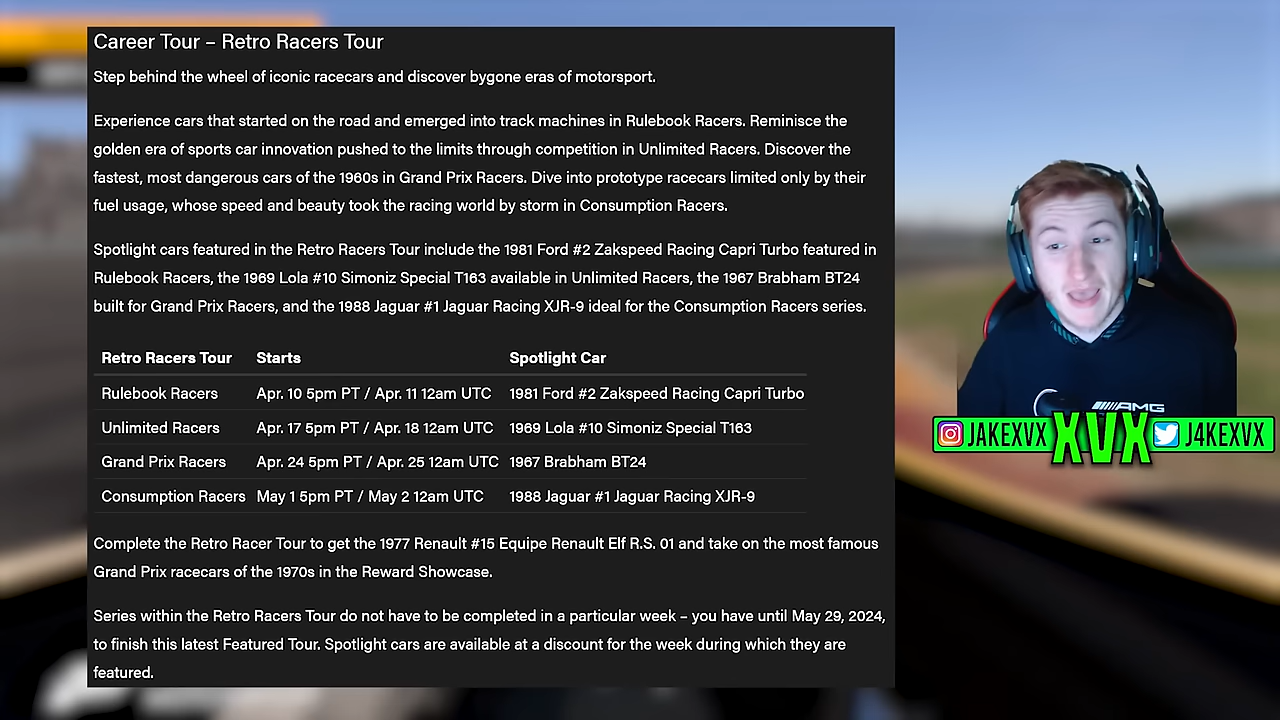 Career Tour – Retro Racers Tour
Step behind the wheel of iconic racecars and discover bygone eras of motorsport.
Experience cars that started on the road and emerged into track machines in Rulebook Racers. Reminisce the
golden era of sports car innovation pushed to the limits through competition in Unlimited Racers. Discover the
fastest, most dangerous cars of the 1960s in Grand Prix Racers. Dive into prototype racecars limited only by their
fuel usage, whose speed and beauty took the racing world by storm in Consumption Racers.
Spotlight cars featured in the Retro Racers Tour include the 1981 Ford #2 Zakspeed Racing Capri Turbo featured in
Rulebook Racers, the 1969 Lola #10 Simoniz Special T163 available in Unlimited Racers, the 1967 Brabham BT24
built for Grand Prix Racers, and the 1988 Jaguar #1 Jaguar Racing XJR-9 ideal for the Consumption Racers series.
Retro Racers Tour Starts Spotlight Car
Rulebook Racers Apr. 10 5pm PT / Apr. 11 12am UTC 1981 Ford #2 Zakspeed Racing Capri Turbo
Unlimited Racers Apr. 17 5pm PT / Apr. 18 12am UTC 1969 Lola #10 Simoniz Special T163
Grand Prix Racers Apr. 24 5pm PT / Apr. 25 12am UTC 1967 Brabham BT24
Consumption Racers May 1 5pm PT / May 2 12am UTC 1988 Jaguar #1 Jaguar Racing XJR-9
Complete the Retro Racer Tour to get the 1977 Renault #15 Equipe Renault Elf R.S. 01 and take on the most famous
Grand Prix racecars of the 1970s in the Reward Showcase.
Series within the Retro Racers Tour do not have to be completed in a particular week – you have until May 29, 2024,
to finish this latest Featured Tour. Spotlight cars are available at a discount for the week during which they are
featured.
AMG
JAKEXVX XVX J4KEXVX